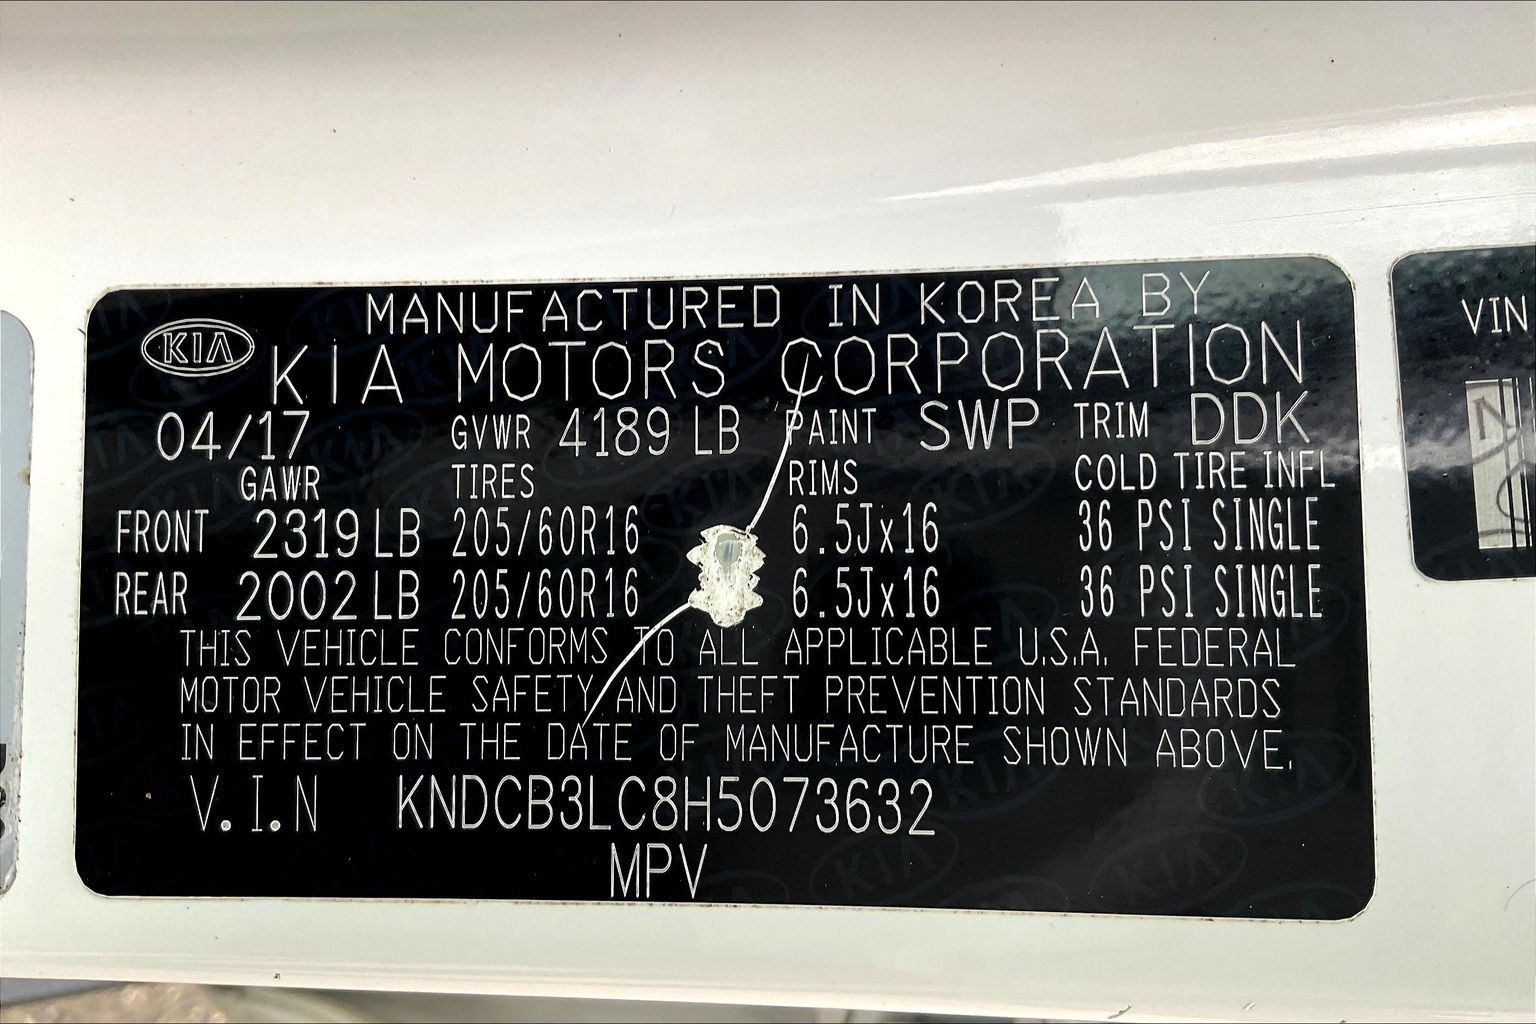 MANUFACTURED IN KOREA BY
KIA KIA MOTORS CORPORATION
04/17 GVWR 4189 LB PAINT SWP TRIM DDK
GAWR TIRES RIMS COLD TIRE INFL
FRONT 2319 LB 205/60R16 6.5Jx16 36 PSI SINGLE
REAR 2002 LB 205/60R16 6.5Jx16 36 PSI SINGLE
THIS VEHICLE CONFORMS TO ALL APPLICABLE U.S.A. FEDERAL
MOTOR VEHICLE SAFETY AND THEFT PREVENTION STANDARDS
IN EFFECT ON THE DATE OF MANUFACTURE SHOWN ABOVE.
V.I.N KNDCB3LC8H5073632
MPV
VIN